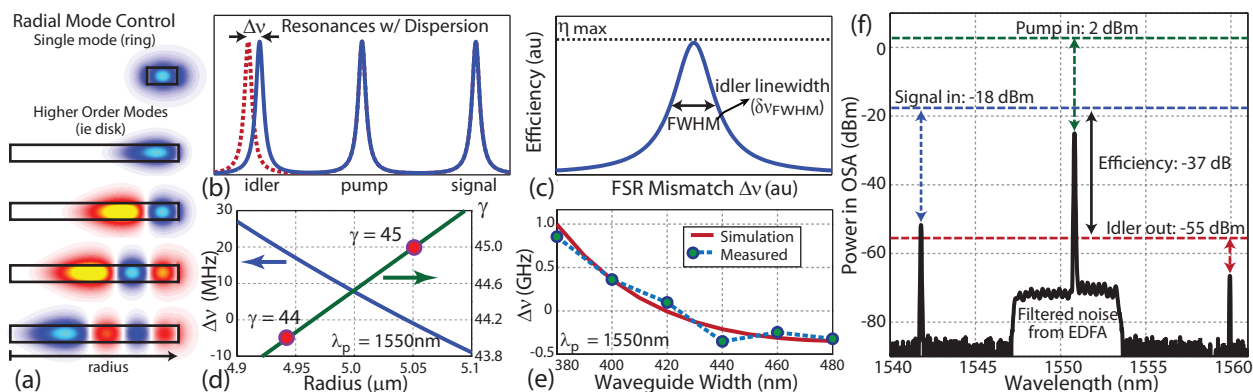 Radial Mode Control
Single mode (ring)
Higher Order Modes
(ie disk)
radius
(a)
Δν
Resonances w/ Dispersion
(b)
idler
pump
signal
η max
Efficiency (au)
idler linewidth
(δνFWHM)
FWHM
(c)
FSR Mismatch Δν (au)
30
20
10
0
-10
Δν (MHz)
γ
45.0
44.6
44.2
43.8
γ = 45
γ = 44
λp = 1550nm
4.9
4.95
5.0
5.05
5.1
(d)
Radius (μm)
1.0
0.5
0
-0.5
Δν (GHz)
Simulation
Measured
λp = 1550nm
380
400
420
440
460
480
(e)
Waveguide Width (nm)
(f)
Pump in: 2 dBm
Signal in: -18 dBm
Efficiency: -37 dB
Idler out: -55 dBm
Filtered noise
from EDFA
0
-20
-40
-60
-80
Power in OSA (dBm)
1540
1545
1550
1555
1560
Wavelength (nm)